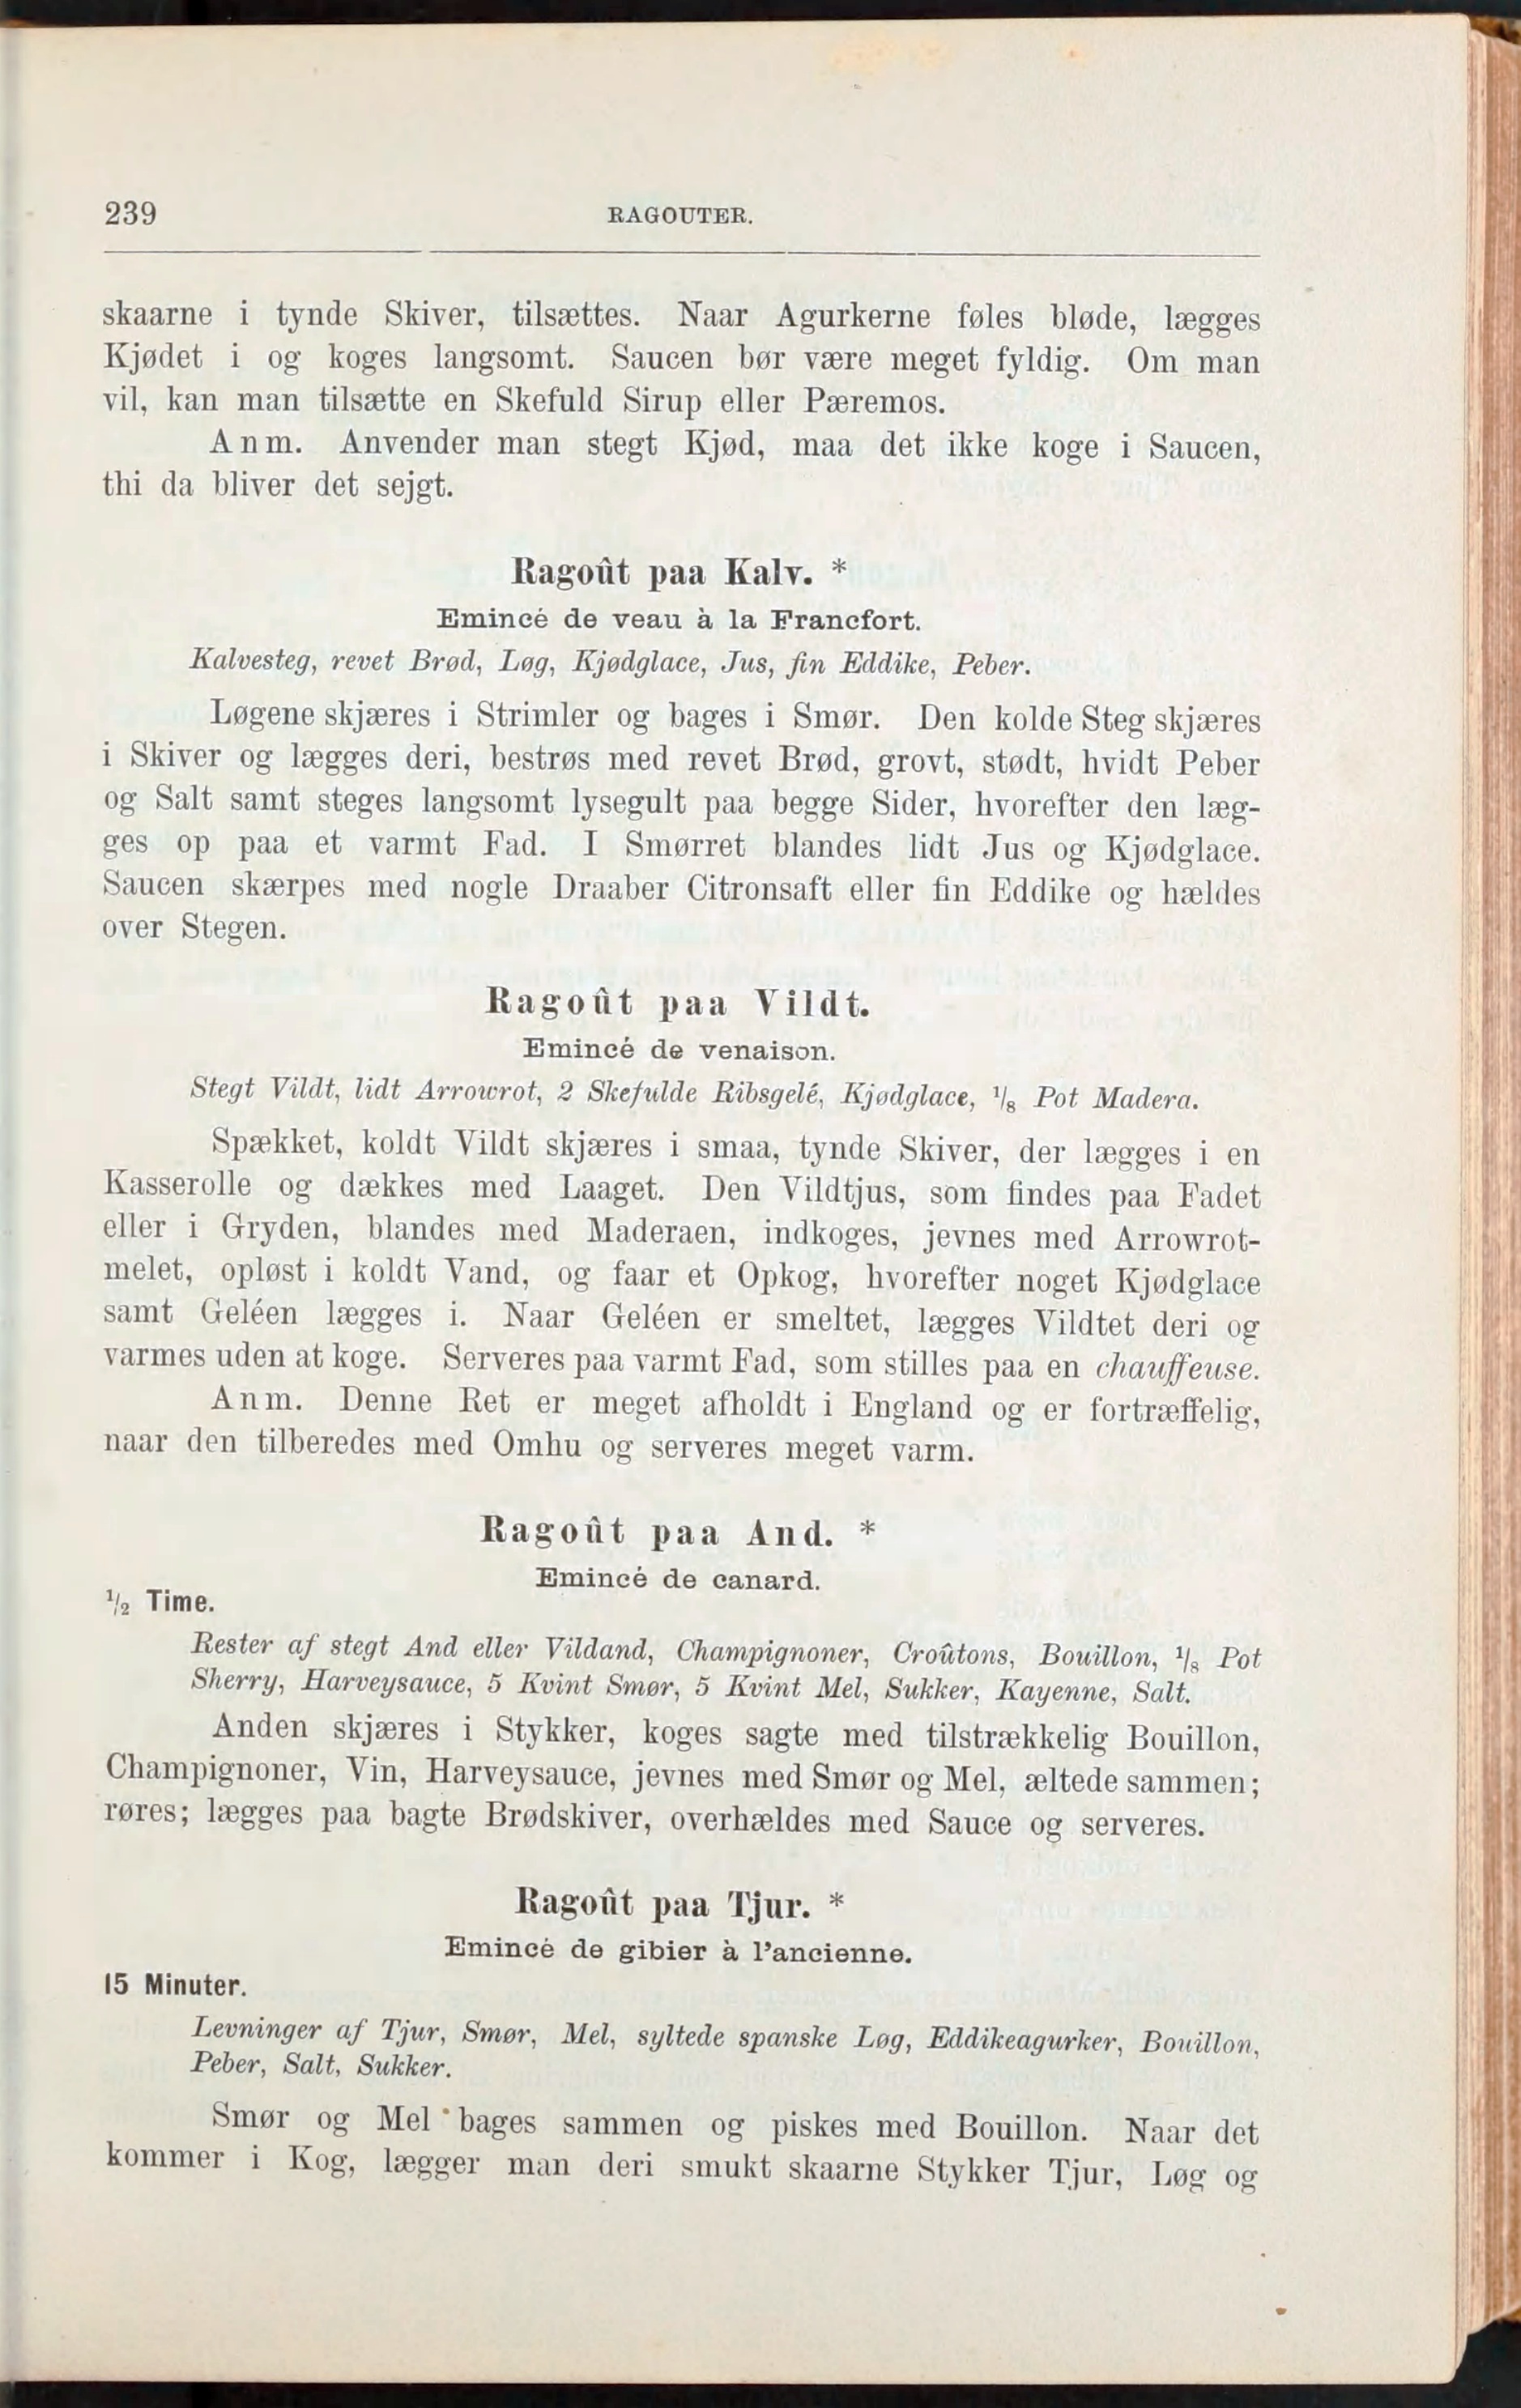 239
RAGOUTER.
skaarne i tynde Skiver, tilsættes. Naar Agurkerne føles bløde, lægges
Kjødet i og koges langsomt. Saucen bør være meget fyldig. Om man
vil, kan man tilsætte en Skefuld Sirup eller Pæremos.
Anm. Anvender man stegt Kjød, maa det ikke koge i Saucen,
thi da bliver det sejgt.
Ragoût paa Kalv. *
Emincé de veau à la Francfort.
Kalvesteg, revet Brød, Løg, Kjødglace, Jus, fin Eddike, Peber.
Løgene skjæres i Strimler og bages i Smør. Den kolde Steg skjæres
i Skiver og lægges deri, bestrøs med revet Brød, grovt, stødt, hvidt Peber
og Salt samt steges langsomt lysegult paa begge Sider, hvorefter den læg-
ges op paa et varmt Fad. I Smørret blandes lidt Jus og Kjødglace.
Saucen skærpes med nogle Draaber Citronsaft eller fin Eddike og hældes
over Stegen.
Ragoût paa Vildt.
Emincé de venaison.
Stegt Vildt, lidt Arrowrot, 2 Skefulde Ribsgelé, Kjødglace, 1/8 Pot Madera.
Spækket, koldt Vildt skjæres i smaa, tynde Skiver, der lægges i en
Kasserolle og dækkes med Laaget. Den Vildtjus, som findes paa Fadet
eller i Gryden, blandes med Maderaen, indkoges, jevnes med Arrowrot-
melet, opløst i koldt Vand, og faar et Opkog, hvorefter noget Kjødglace
samt Geléen lægges i. Naar Geléen er smeltet, lægges Vildtet deri og
varmes uden at koge. Serveres paa varmt Fad, som stilles paa en chauffeuse.
Anm. Denne Ret er meget afholdt i England og er fortræffelig,
naar den tilberedes med Omhu og serveres meget varm.
Ragoût paa And. *
Emincé de canard.
1/2 Time.
Rester af stegt And eller Vildand, Champignoner, Croûtons, Bouillon, 1/8 Pot
Sherry, Harveysauce, 5 Kvint Smør, 5 Kvint Mel, Sukker, Kayenne, Salt.
Anden skjæres i Stykker, koges sagte med tilstrækkelig Bouillon,
Champignoner, Vin, Harveysauce, jevnes med Smør og Mel, æltede sammen;
røres; lægges paa bagte Brødskiver, overhældes med Sauce og serveres.
Ragoût paa Tjur. *
Emincé de gibier à l'ancienne.
15 Minuter.
Levninger af Tjur, Smør, Mel, syltede spanske Løg, Eddikeagurker, Bouillon,
Peber, Salt, Sukker.
Smør og Mel bages sammen og piskes med Bouillon. Naar det
kommer i Kog, lægger man deri smukt skaarne Stykker Tjur, Løg og